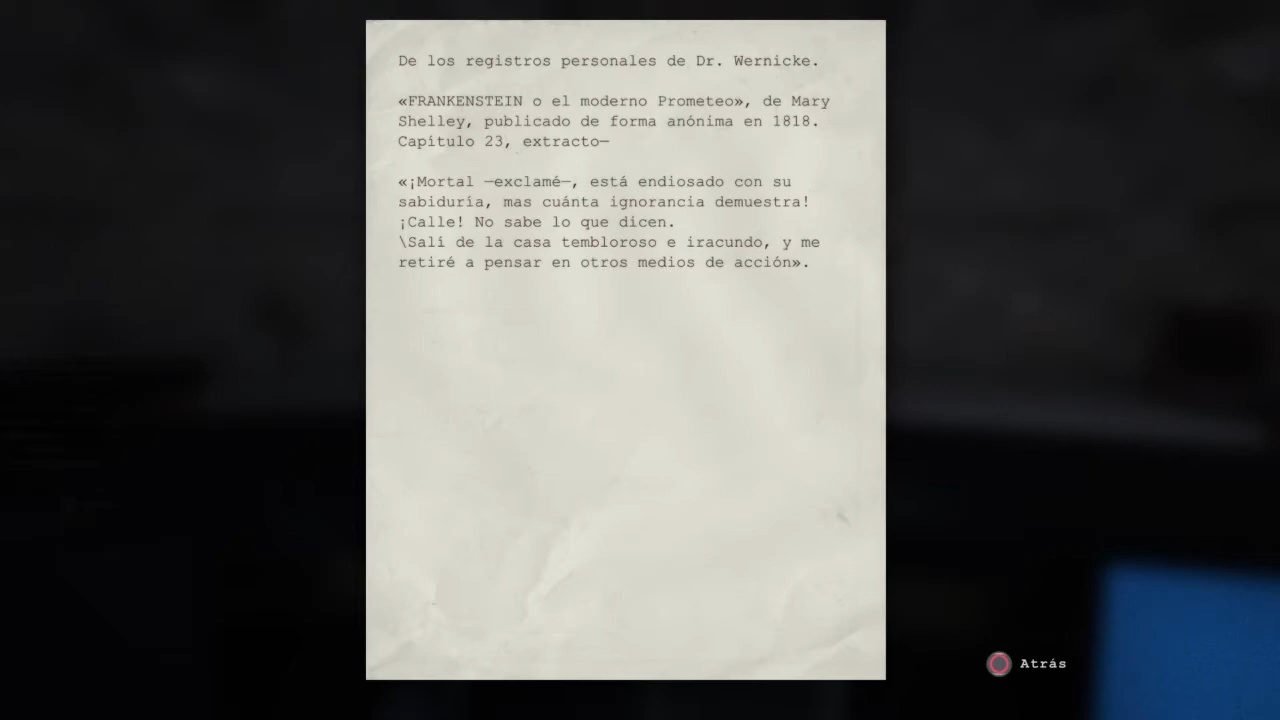 De los registros personales de Dr. Wernicke.
«FRANKENSTEIN o el moderno Prometeo», de Mary
Shelley, publicado de forma anónima en 1818.
Capítulo 23, extracto—
«¡Mortal —exclamé—, está endiosado con su
sabiduría, mas cuánta ignorancia demuestra!
¡Calle! No sabe lo que dicen.
\Salí de la casa tembloroso e iracundo, y me
retiré a pensar en otros medios de acción».
Atrás